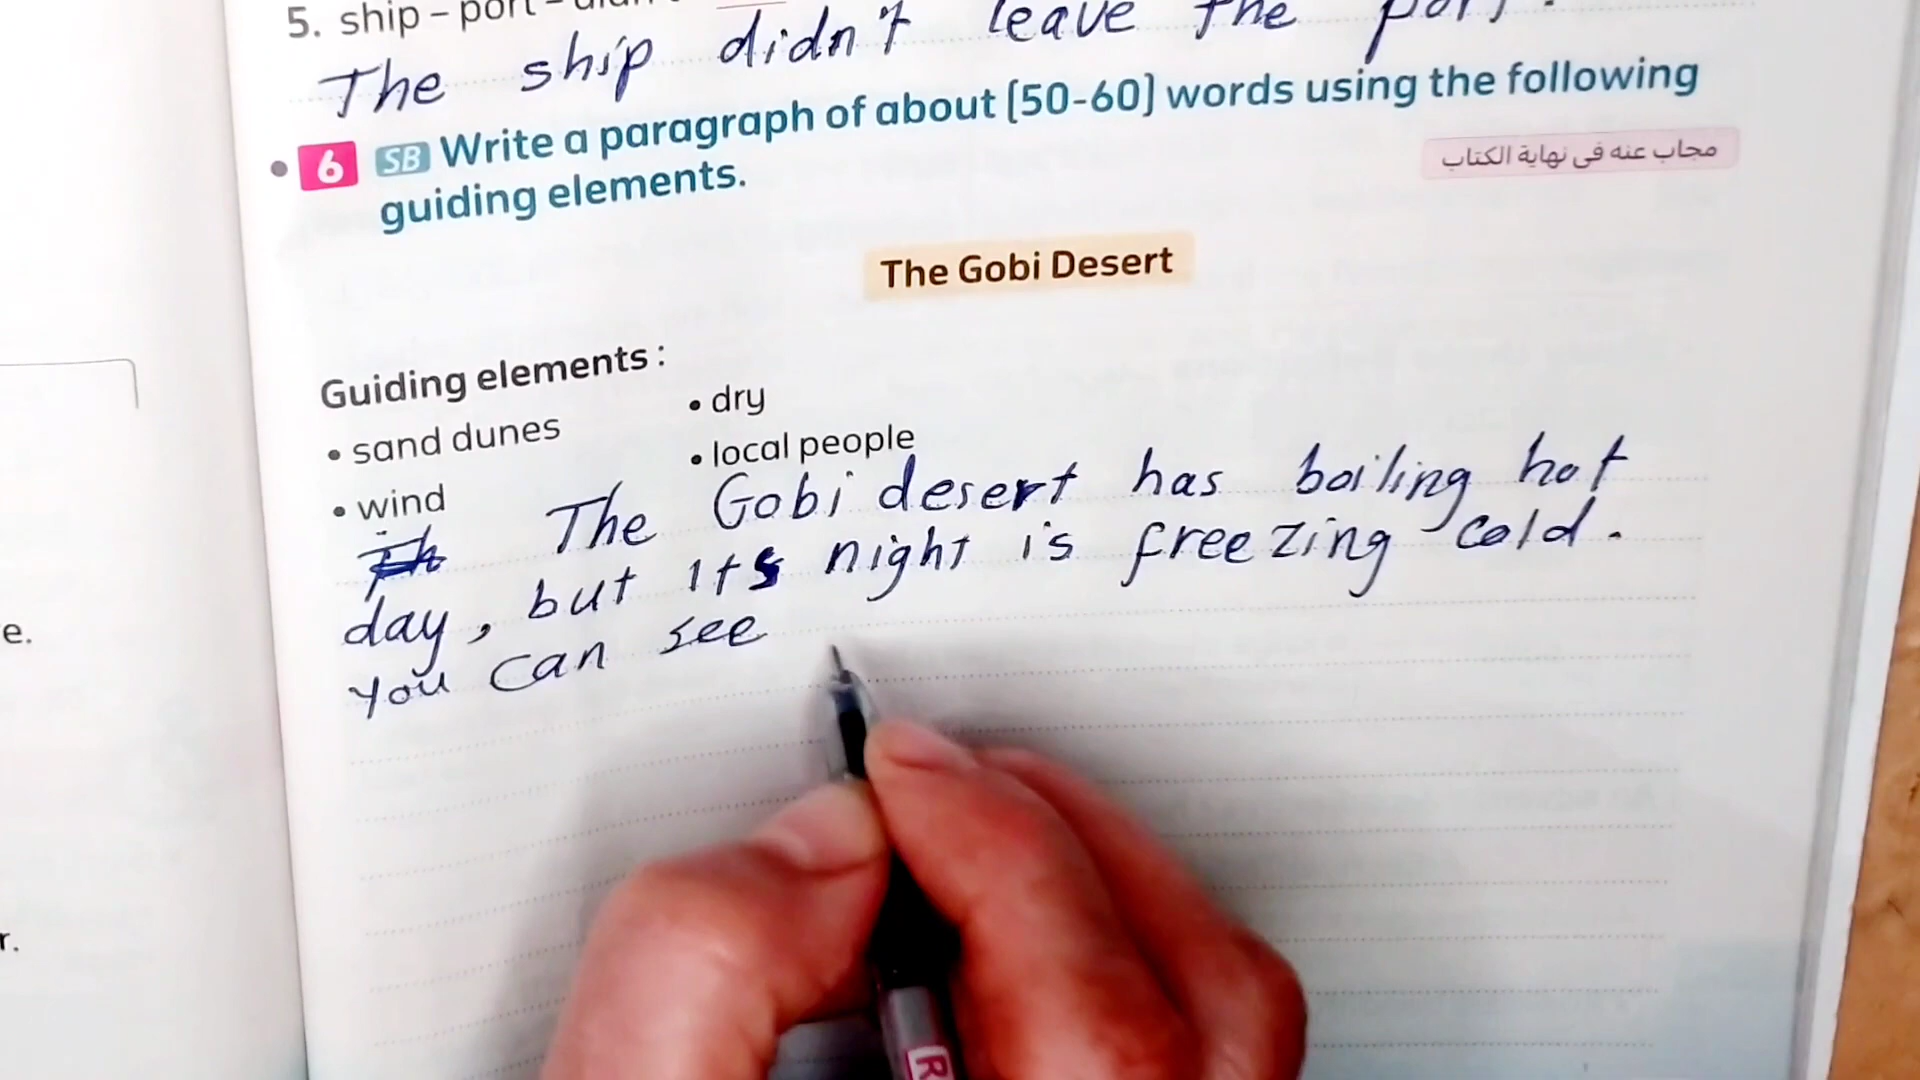 5. ship – port –
The ship didn't leave the port.
6 SB Write a paragraph of about (50-60) words using the following
guiding elements.
مجاب عنه فى نهاية الكتاب
The Gobi Desert
Guiding elements :
• sand dunes
• dry
• local people
• wind
The Gobi desert has boiling hot
day, but its night is freezing cold.
you can see
e.
r.
R